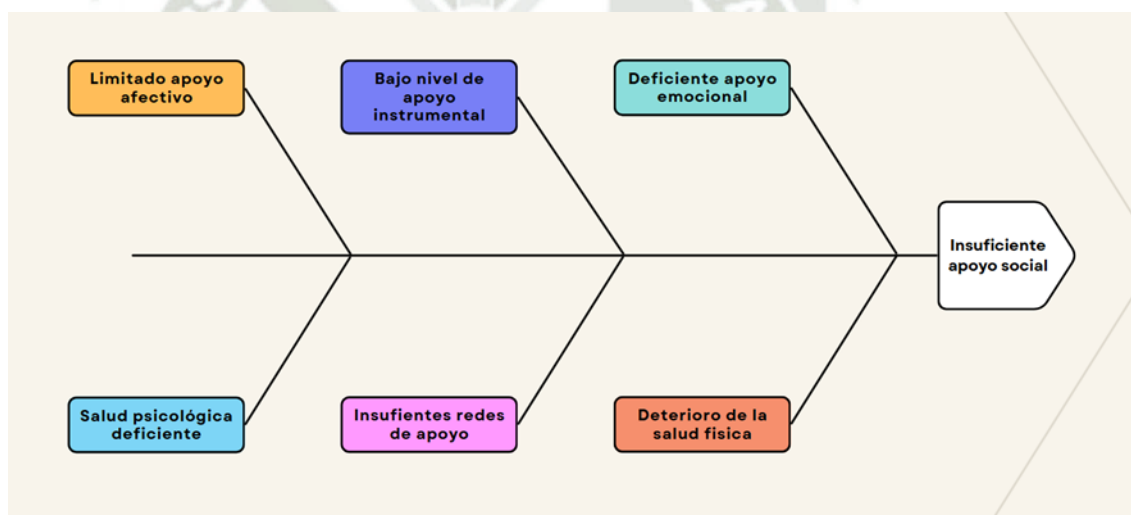 Limitado apoyo
afectivo
Bajo nivel de
apoyo
instrumental
Deficiente apoyo
emocional
Insuficiente
apoyo social
Salud psicológica
deficiente
Insufientes redes
de apoyo
Deterioro de la
salud fisica